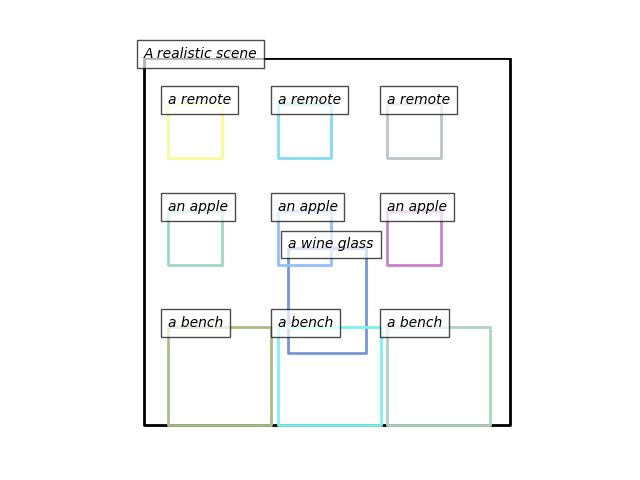 A realistic scene
a remote
a remote
a remote
an apple
an apple
an apple
a wine glass
a bench
a bench
a bench